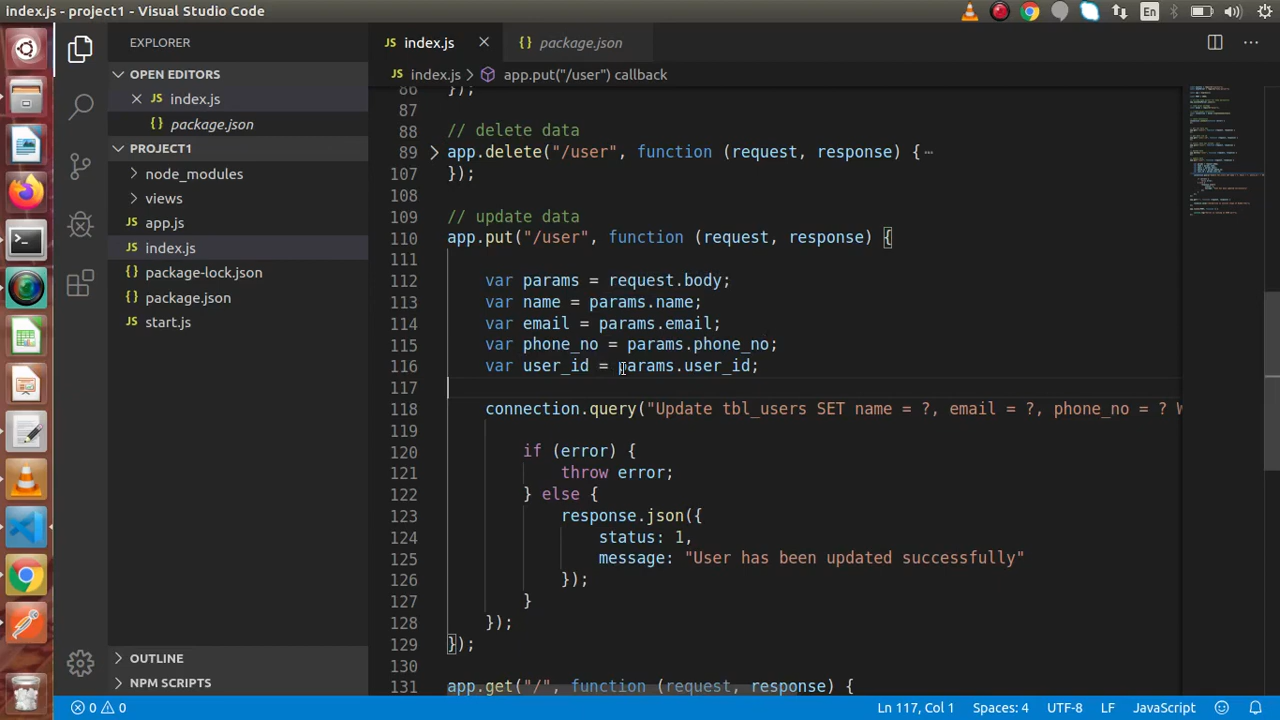 index.js - project1 - Visual Studio Code
En
EXPLORER
OPEN EDITORS
index.js
package.json
PROJECT1
node_modules
views
app.js
index.js
package-lock.json
package.json
start.js
OUTLINE
NPM SCRIPTS
JS index.js
{} package.json
JS index.js > app.put("/user") callback
86 });
87
88 // delete data
89 app.delete("/user", function (request, response) {
107 });
108
109 // update data
110 app.put("/user", function (request, response) {
111
112 var params = request.body;
113 var name = params.name;
114 var email = params.email;
115 var phone_no = params.phone_no;
116 var user_id = params.user_id;
117
118 connection.query("Update tbl_users SET name = ?, email = ?, phone_no = ? W
119
120 if (error) {
121 throw error;
122 } else {
123 response.json({
124 status: 1,
125 message: "User has been updated successfully"
126 });
127 }
128 });
129 });
130
131 app.get("/", function (request, response) {
0 0 Ln 117, Col 1 Spaces: 4 UTF-8 LF JavaScript